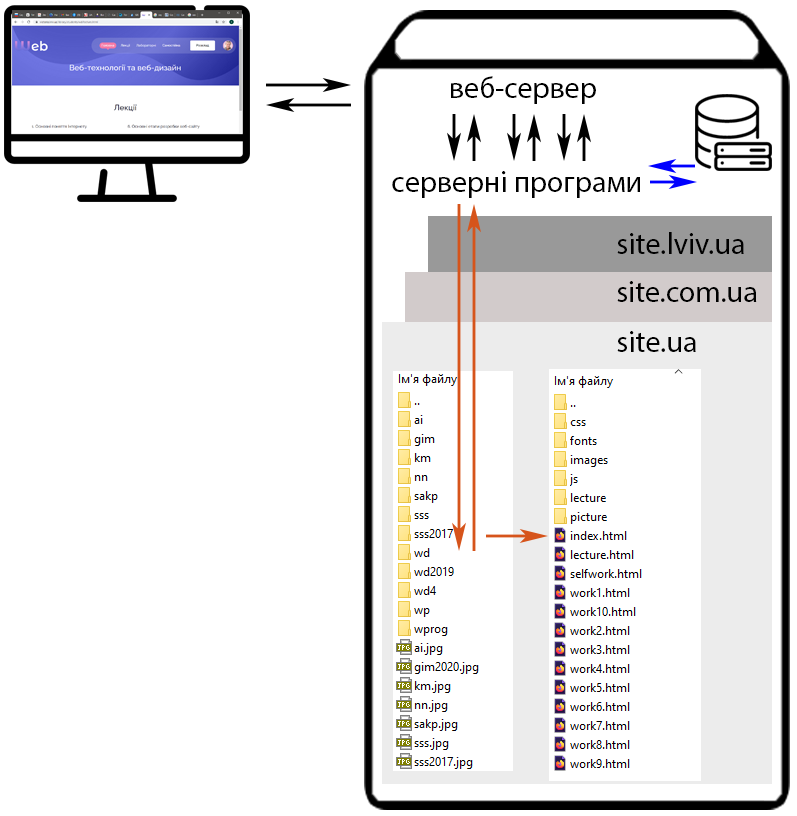 Web
Веб-технології та веб-дизайн
Лекції
веб-сервер
серверні програми
site.lviv.ua
site.com.ua
site.ua
Ім'я файлу
..
ai
gim
km
nn
sakp
sss
sss2017
wd
wd2019
wd4
wp
wprog
ai.jpg
gim2020.jpg
km.jpg
nn.jpg
sakp.jpg
sss.jpg
sss2017.jpg
Ім'я файлу
..
css
fonts
images
js
lecture
picture
index.html
lecture.html
selfwork.html
work1.html
work10.html
work2.html
work3.html
work4.html
work5.html
work6.html
work7.html
work8.html
work9.html